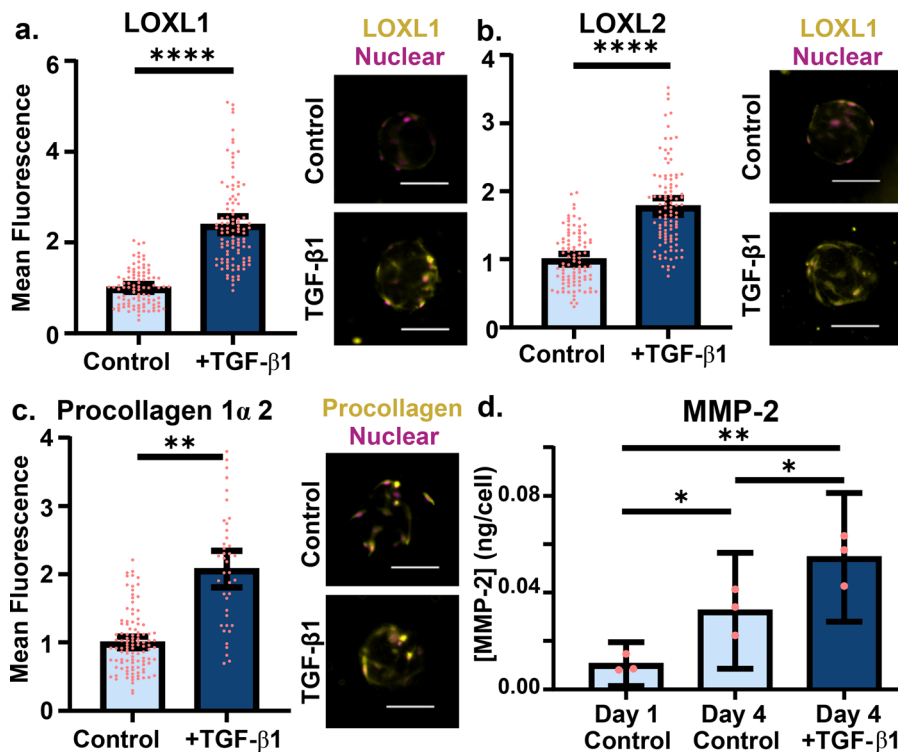 a.
LOXL1
****
Mean Fluorescence
6
4
2
0
Control
+TGF-β1
LOXL1
Nuclear
Control
TGF-β1
b.
LOXL2
****
4
3
2
1
0
Control
+TGF-β1
LOXL1
Nuclear
Control
TGF-β1
c.
Procollagen 1α 2
**
Mean Fluorescence
4
3
2
1
0
Control
+TGF-β1
Procollagen
Nuclear
Control
TGF-β1
d.
MMP-2
**
*
*
[MMP-2] (ng/cell)
0.08
0.04
0.00
Day 1
Control
Day 4
Control
Day 4
+TGF-β1